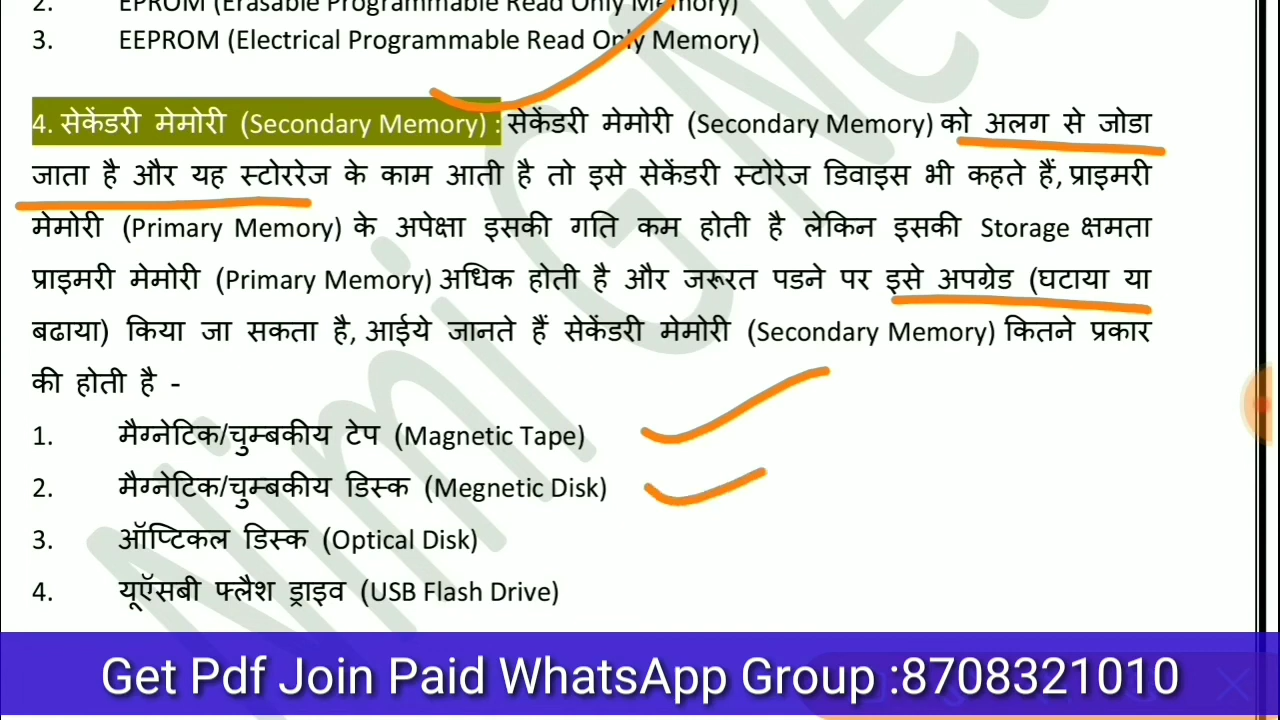 2. EPROM (Erasable Programmable Read Only Memory)
3. EEPROM (Electrical Programmable Read Only Memory)
4. सेकेंडरी मेमोरी (Secondary Memory) : सेकेंडरी मेमोरी (Secondary Memory) को अलग से जोडा
जाता है और यह स्टोररेज के काम आती है तो इसे सेकेंडरी स्टोरेज डिवाइस भी कहते हैं, प्राइमरी
मेमोरी (Primary Memory) के अपेक्षा इसकी गति कम होती है लेकिन इसकी Storage क्षमता
प्राइमरी मेमोरी (Primary Memory) अधिक होती है और जरूरत पडने पर इसे अपग्रेड (घटाया या
बढाया) किया जा सकता है, आईये जानते हैं सेकेंडरी मेमोरी (Secondary Memory) कितने प्रकार
की होती है -
1. मैग्नेटिक/चुम्बकीय टेप (Magnetic Tape)
2. मैग्नेटिक/चुम्बकीय डिस्क (Megnetic Disk)
3. ऑप्टिकल डिस्क (Optical Disk)
4. यूऍसबी फ्लैश ड्राइव (USB Flash Drive)
Get Pdf Join Paid WhatsApp Group :8708321010